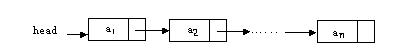 head a₁ a₂ ...... aₙ